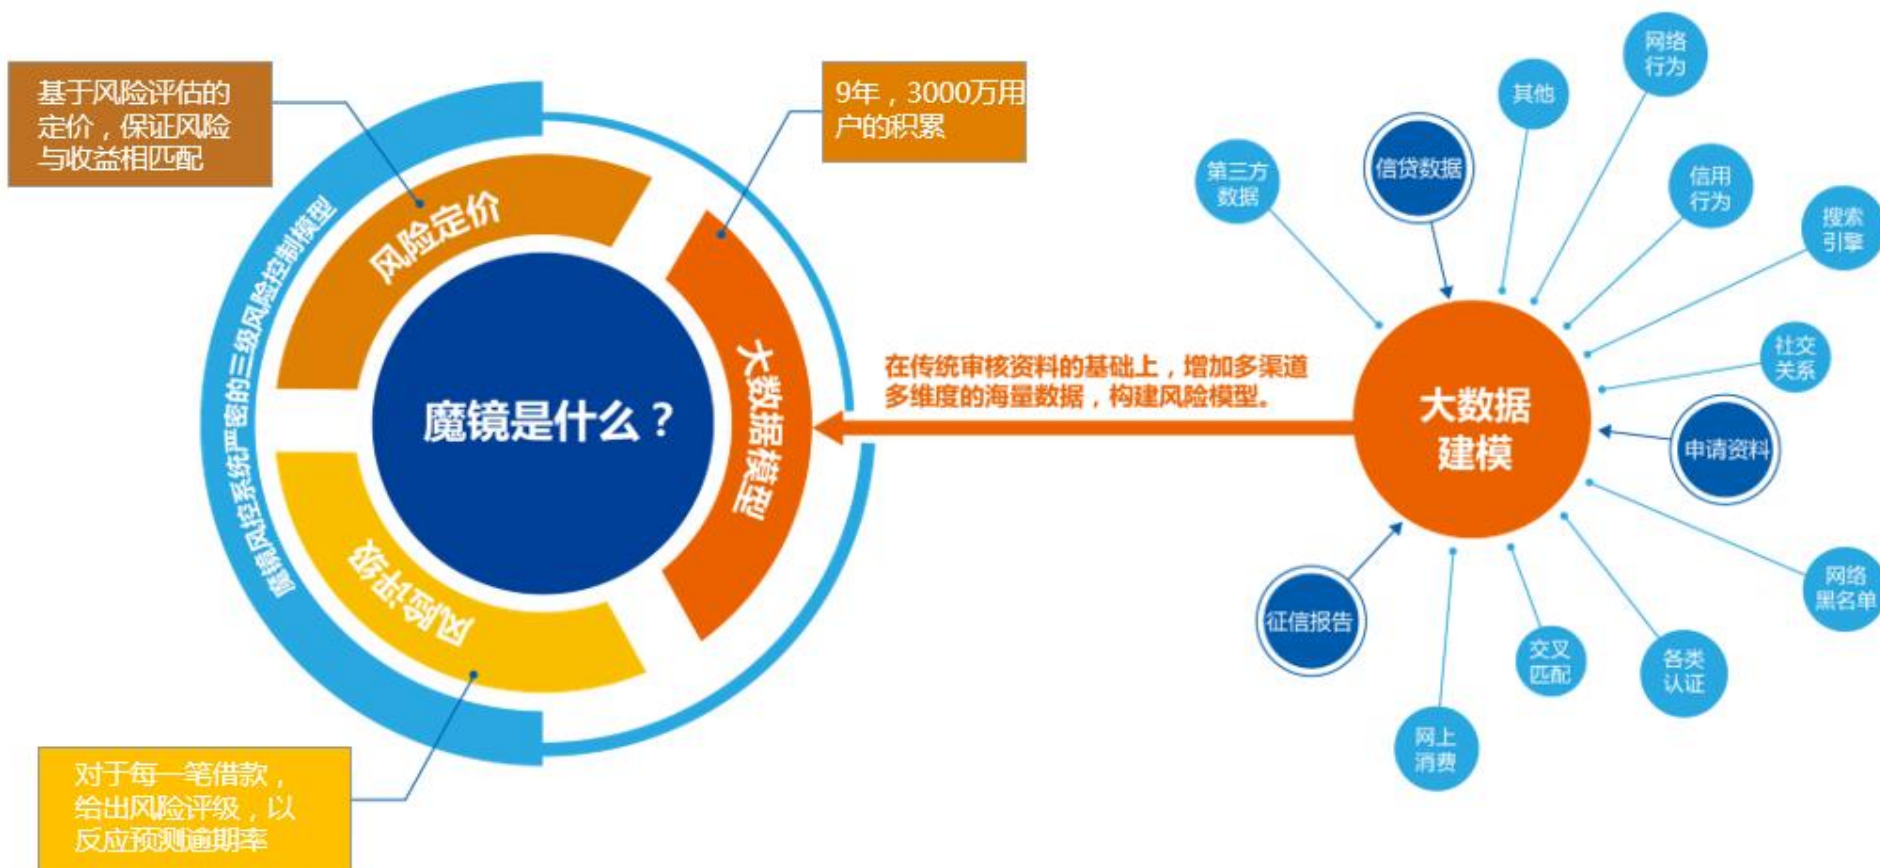 基于风险评估的
定价，保证风险
与收益相匹配
9年，3000万用
户的积累
魔镜风控系统严密的三级风险控制模型
风险定价
大数据模型
风险评级
魔镜是什么？
对于每一笔借款，
给出风险评级，以
反应预测逾期率
在传统审核资料的基础上，增加多渠道
多维度的海量数据，构建风险模型。
大数据
建模
第三方
数据
信贷数据
其他
网络
行为
信用
行为
搜索
引擎
社交
关系
申请资料
网络
黑名单
各类
认证
交叉
匹配
网上
消费
征信报告